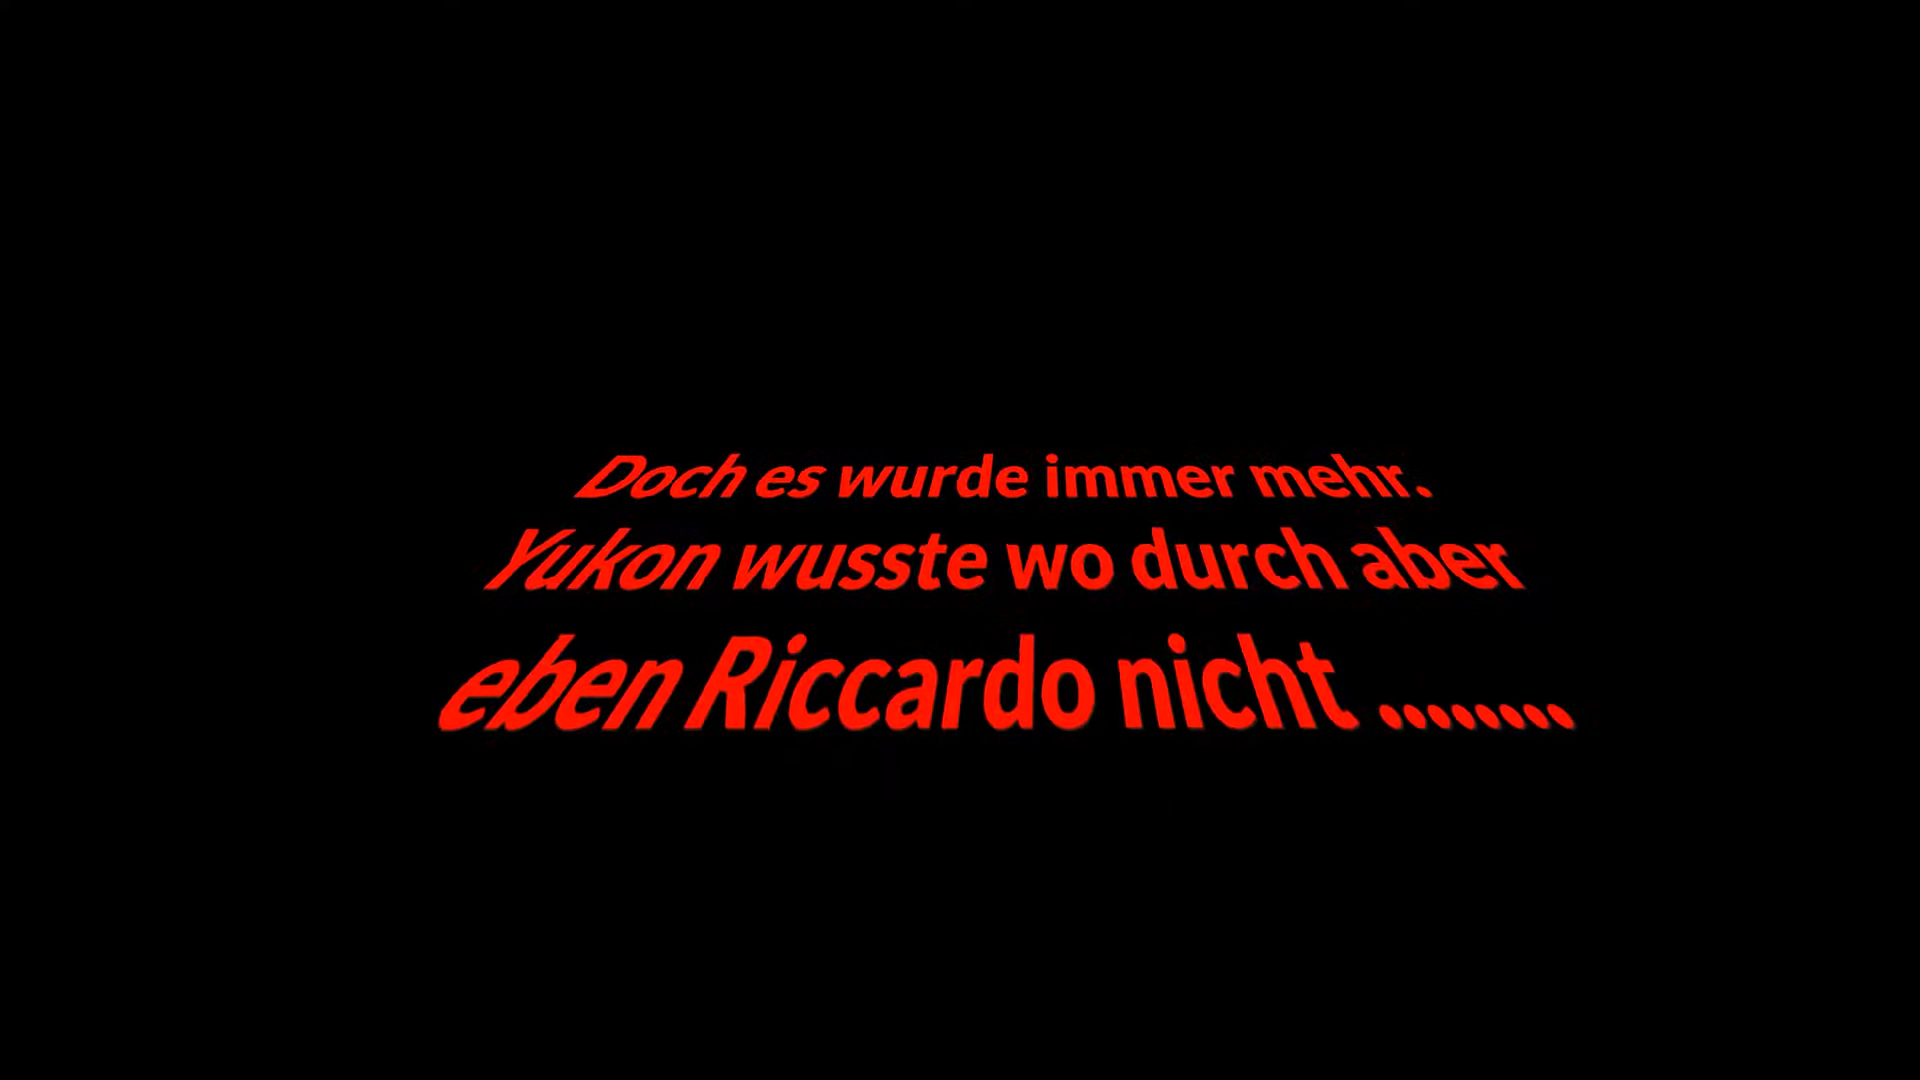 Doch es wurde immer mehr.
Yukon wusste wo durch aber
eben Riccardo nicht ........